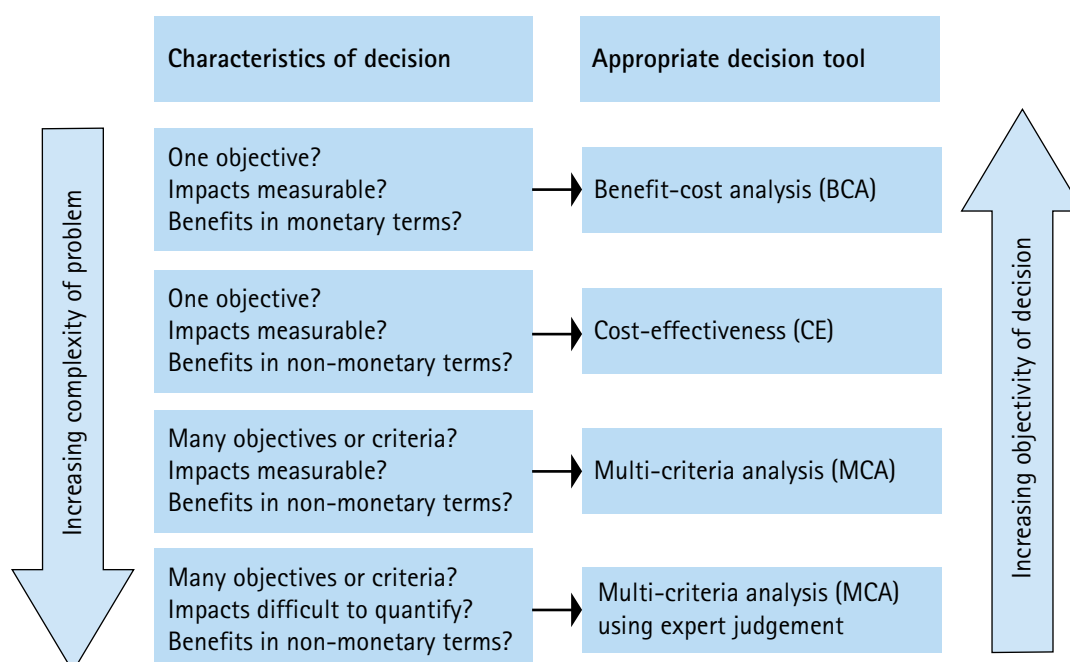 Characteristics of decision
Appropriate decision tool
Increasing complexity of problem
One objective?
Impacts measurable?
Benefits in monetary terms?
Benefit-cost analysis (BCA)
One objective?
Impacts measurable?
Benefits in non-monetary terms?
Cost-effectiveness (CE)
Many objectives or criteria?
Impacts measurable?
Benefits in non-monetary terms?
Multi-criteria analysis (MCA)
Many objectives or criteria?
Impacts difficult to quantify?
Benefits in non-monetary terms?
Multi-criteria analysis (MCA)
using expert judgement
Increasing objectivity of decision